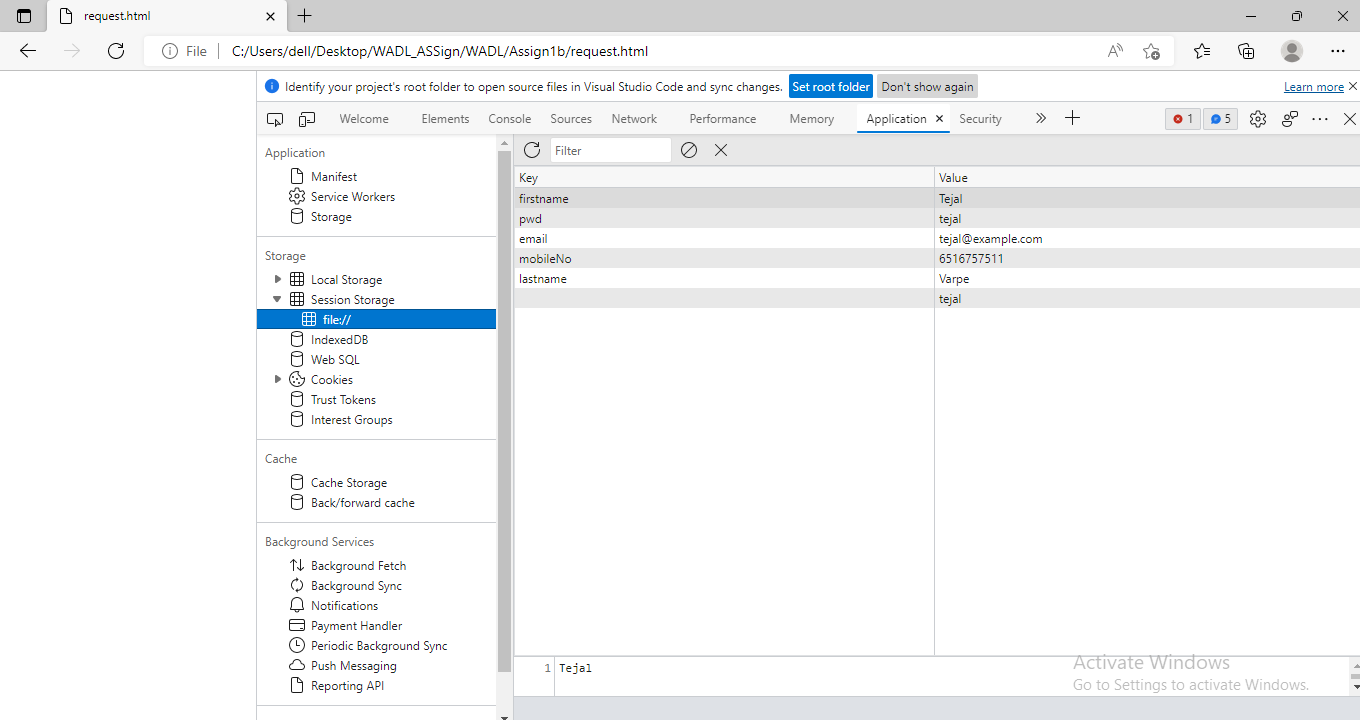 request.html
File
C:/Users/dell/Desktop/WADL_ASSign/WADL/Assign1b/request.html
Identify your project's root folder to open source files in Visual Studio Code and sync changes. Set root folder Don't show again Learn more
Welcome Elements Console Sources Network Performance Memory Application Security 1 5
Application
Manifest
Service Workers
Storage
Storage
Local Storage
Session Storage
file://
IndexedDB
Web SQL
Cookies
Trust Tokens
Interest Groups
Cache
Cache Storage
Back/forward cache
Background Services
Background Fetch
Background Sync
Notifications
Payment Handler
Periodic Background Sync
Push Messaging
Reporting API
Filter
Key Value
firstname Tejal
pwd tejal
email tejal@example.com
mobileNo 6516757511
lastname Varpe
tejal
1 Tejal
Activate Windows
Go to Settings to activate Windows.